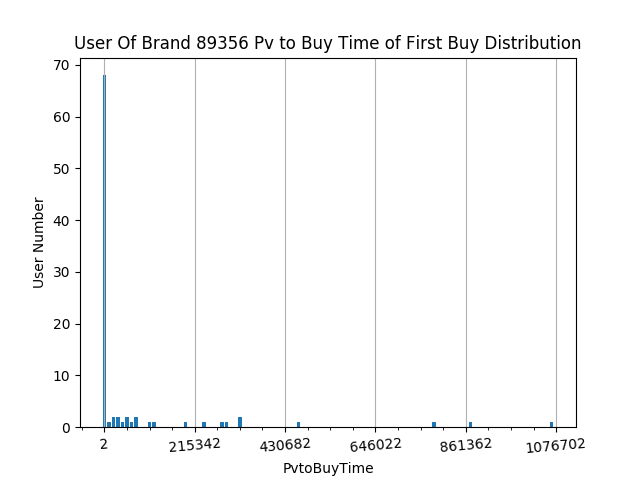 User Of Brand 89356 Pv to Buy Time of First Buy Distribution
70
60
50
40
30
20
10
0
User Number
2 215342 430682 646022 861362 1076702
PvtoBuyTime